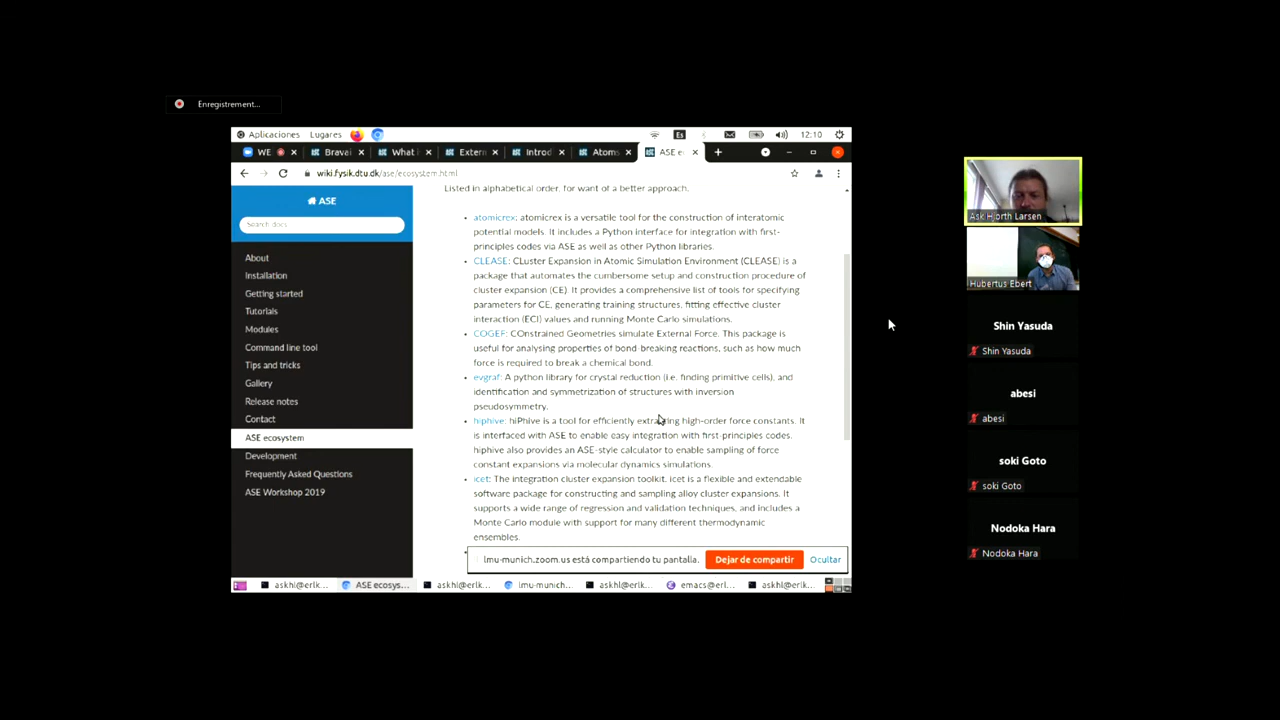 Enregistrement...
Aplicaciones Lugares Es 12:10
WE Bravai What i Extern Introd Atoms ASE e
wiki.fysik.dtu.dk/ase/ecosystem.html
ASE
Search docs
About
Installation
Getting started
Tutorials
Modules
Command line tool
Tips and tricks
Gallery
Release notes
Contact
ASE ecosystem
Development
Frequently Asked Questions
ASE Workshop 2019
Listed in alphabetical order, for want of a better approach.
• atomicrex: atomicrex is a versatile tool for the construction of interatomic
potential models. It includes a Python interface for integration with first-
principles codes via ASE as well as other Python libraries.
• CLEASE: CLuster Expansion in Atomic Simulation Environment (CLEASE) is a
package that automates the cumbersome setup and construction procedure of
cluster expansion (CE). It provides a comprehensive list of tools for specifying
parameters for CE, generating training structures, fitting effective cluster
interaction (ECI) values and running Monte Carlo simulations.
• COGEF: COnstrained Geometries simulate External Force. This package is
useful for analysing properties of bond-breaking reactions, such as how much
force is required to break a chemical bond.
• evgraf: A python library for crystal reduction (i.e. finding primitive cells), and
identification and symmetrization of structures with inversion
pseudosymmetry.
• hiphive: hiPhive is a tool for efficiently extracting high-order force constants. It
is interfaced with ASE to enable easy integration with first-principles codes.
hiphive also provides an ASE-style calculator to enable sampling of force
constant expansions via molecular dynamics simulations.
• icet: The integration cluster expansion toolkit. icet is a flexible and extendable
software package for constructing and sampling alloy cluster expansions. It
supports a wide range of regression and validation techniques, and includes a
Monte Carlo module with support for many different thermodynamic
ensembles.
lmu-munich.zoom.us está compartiendo tu pantalla. Dejar de compartir Ocultar
askhl@erlk... ASE ecosys... askhl@erlk... lmu-munich... askhl@erlk... emacs@erl... askhl@erlk...
Ask Hjorth Larsen
Hubertus Ebert
Shin Yasuda
Shin Yasuda
abesi
abesi
soki Goto
soki Goto
Nodoka Hara
Nodoka Hara